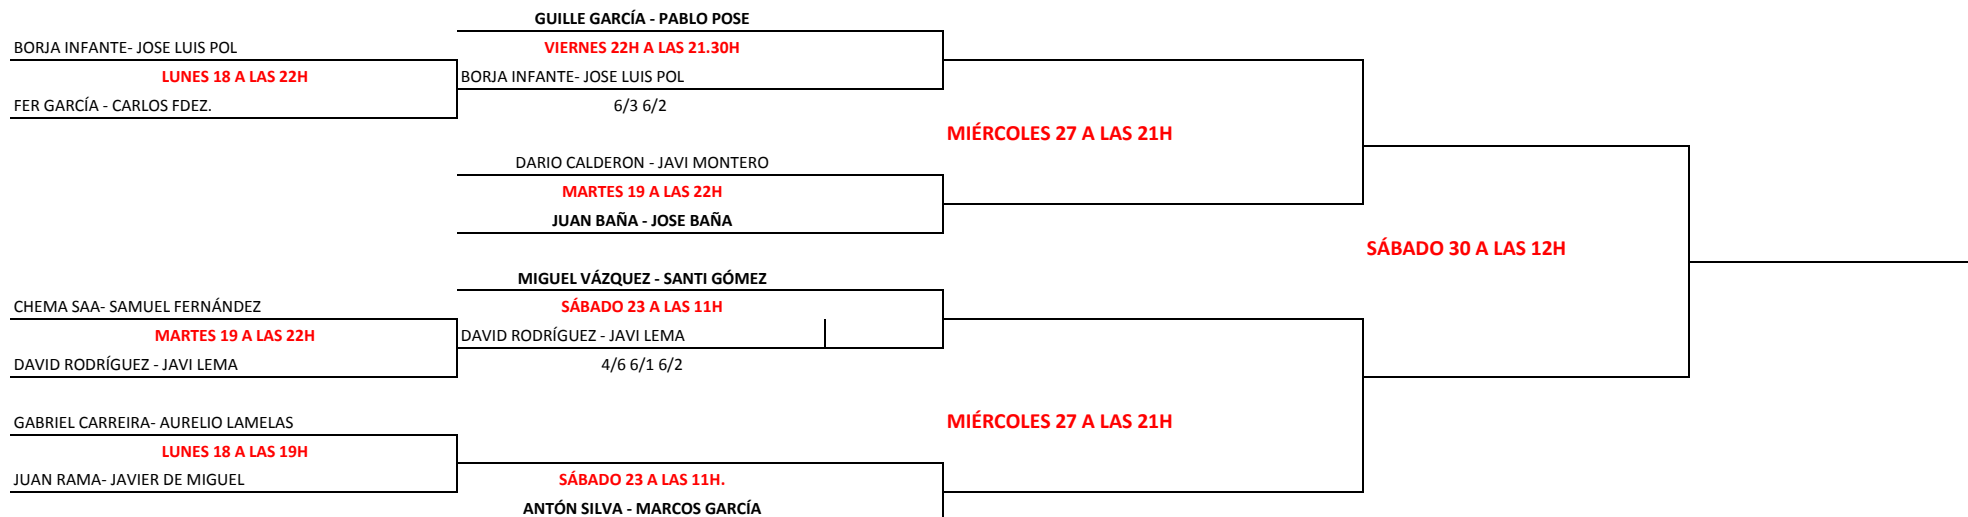 GUILLE GARCÍA - PABLO POSE
BORJA INFANTE- JOSE LUIS POL
VIERNES 22H A LAS 21.30H
LUNES 18 A LAS 22H
BORJA INFANTE- JOSE LUIS POL
FER GARCÍA - CARLOS FDEZ.
6/3 6/2
MIÉRCOLES 27 A LAS 21H
DARIO CALDERON - JAVI MONTERO
MARTES 19 A LAS 22H
JUAN BAÑA - JOSE BAÑA
SÁBADO 30 A LAS 12H
MIGUEL VÁZQUEZ - SANTI GÓMEZ
CHEMA SAA- SAMUEL FERNÁNDEZ
SÁBADO 23 A LAS 11H
MARTES 19 A LAS 22H
DAVID RODRÍGUEZ - JAVI LEMA
DAVID RODRÍGUEZ - JAVI LEMA
4/6 6/1 6/2
GABRIEL CARREIRA- AURELIO LAMELAS
MIÉRCOLES 27 A LAS 21H
LUNES 18 A LAS 19H
JUAN RAMA- JAVIER DE MIGUEL
SÁBADO 23 A LAS 11H.
ANTÓN SILVA - MARCOS GARCÍA